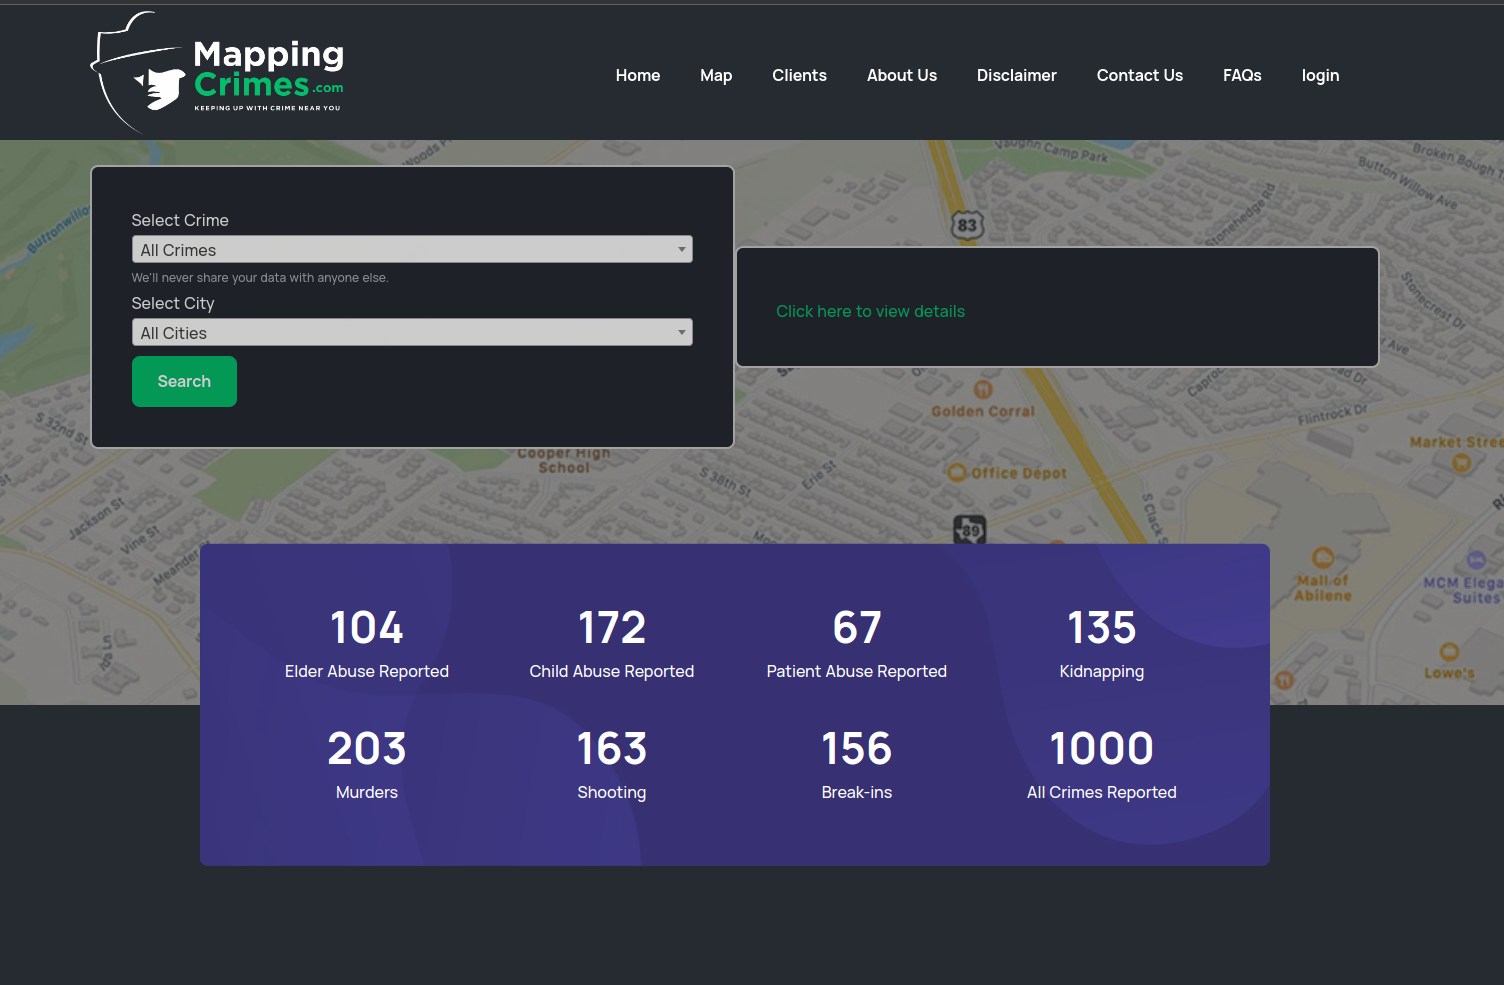 Mapping
Crimes.com
KEEPING UP WITH CRIME NEAR YOU
Home
Map
Clients
About Us
Disclaimer
Contact Us
FAQs
login
Vaughn Camp Park
Broken Bough
Button Willow Ave
Buttonwillo
Stonehedge Rd
83
Select Crime
All Crimes
We'll never share your data with anyone else.
Select City
All Cities
Search
Click here to view details
Stonecrest Dr
Golden Corral
Flintrock Dr
S 32nd St
Market Stree
Cooper High
School
Office Depot
S 38th St
Erie St
Jackson St
Vine St
Meander
S Clack S
89
Mall of
Abilene
MCM Elega
Suites
Lowe's
104
Elder Abuse Reported
172
Child Abuse Reported
67
Patient Abuse Reported
135
Kidnapping
203
Murders
163
Shooting
156
Break-ins
1000
All Crimes Reported